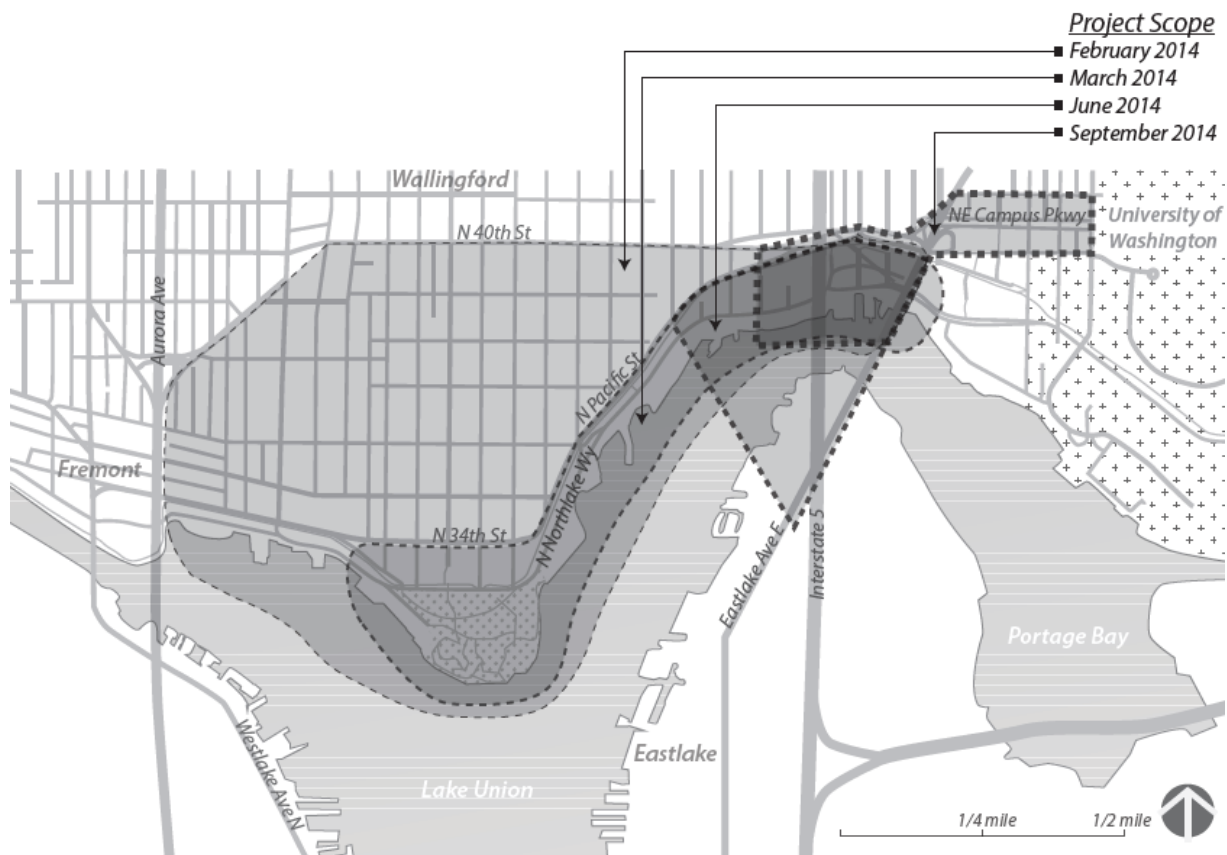 Project Scope
February 2014
March 2014
June 2014
September 2014
Wallingford
NE Campus Pkwy
University of
Washington
N 40th St
Aurora Ave
N Pacific St
Fremont
N 34th St
N Northlake Wy
Eastlake Ave E
Interstate 5
Portage Bay
Westlake Ave N
Eastlake
Lake Union
1/4 mile
1/2 mile